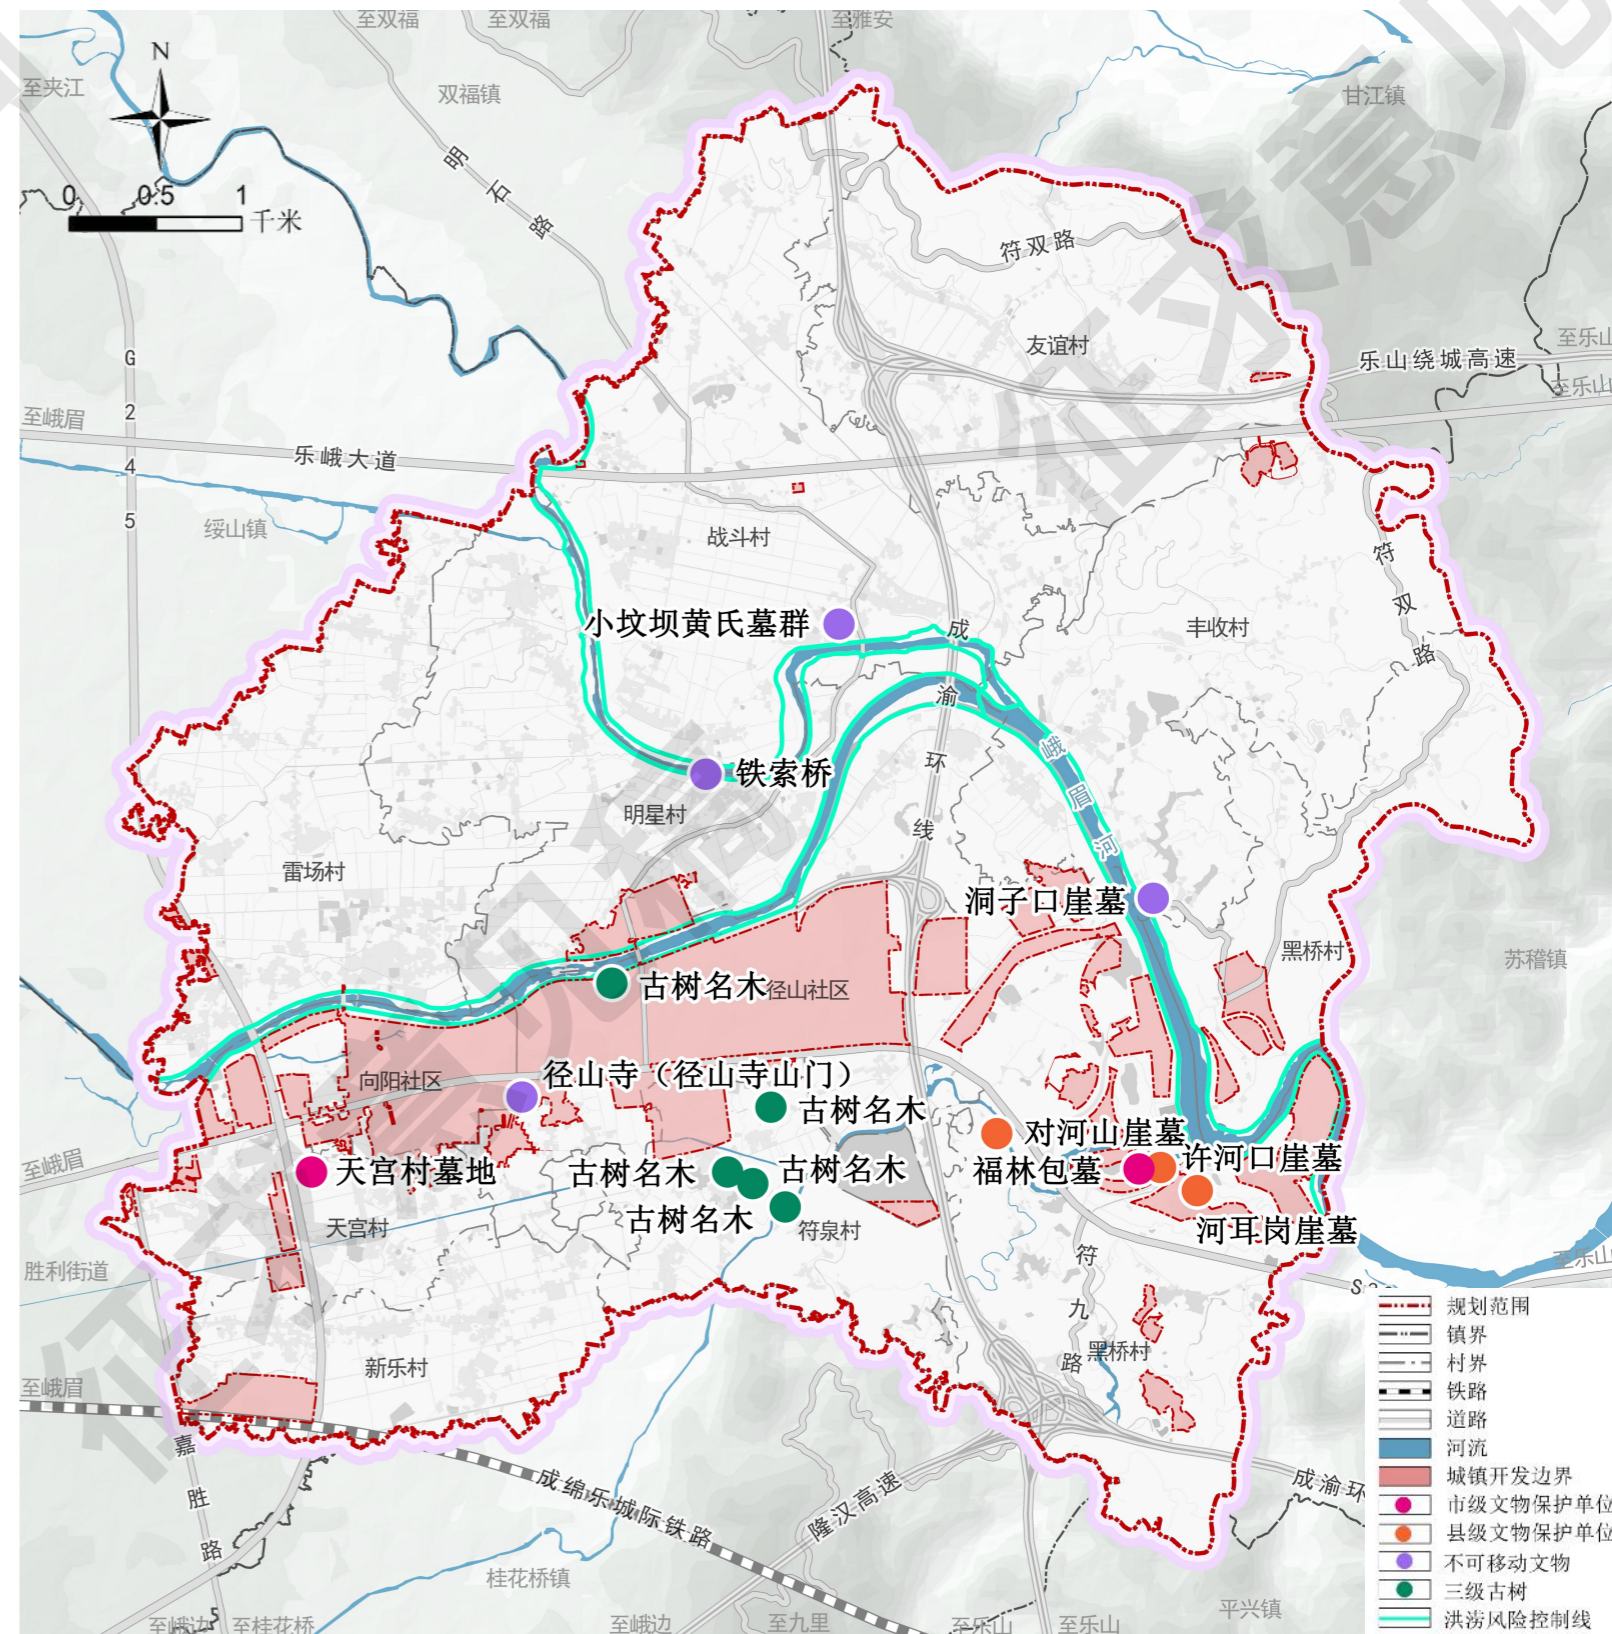 至双福
至双福
至雅安
N
至夹江
双福镇
甘江镇
明石路
0 0.5 1
千米
符双路
友谊村
至乐山
乐山绕城高速
至乐山
G245
至峨眉
乐峨大道
绥山镇
战斗村
符双路
小坟坝黄氏墓群
丰收村
成渝环线
峨眉河
铁索桥
明星村
雷场村
洞子口崖墓
黑桥村
苏稽镇
古树名木
径山社区
向阳社区
径山寺（径山寺山门）
古树名木
对河山崖墓
至峨眉
天宫村墓地
古树名木
古树名木
福林包墓
许河口崖墓
古树名木
天宫村
符泉村
河耳岗崖墓
胜利街道
至乐山
符九路
黑桥村
新乐村
至峨眉
嘉胜路
成绵乐城际铁路
隆汉高速
成渝环
桂花桥镇
平兴镇
至峨边
至桂花桥
至峨边
至九里
至乐山
至乐山
规划范围
镇界
村界
铁路
道路
河流
城镇开发边界
市级文物保护单位
县级文物保护单位
不可移动文物
三级古树
洪涝风险控制线
征求意见稿
征求意见